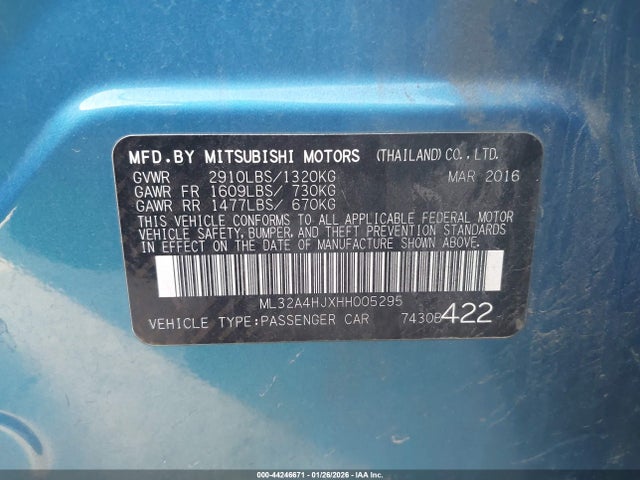 MFD.BY MITSUBISHI MOTORS (THAILAND)CO.,LTD.
GVWR 2910LBS/1320KG MAR 2016
GAWR FR 1609LBS/ 730KG
GAWR RR 1477LBS/ 670KG
THIS VEHICLE CONFORMS TO ALL APPLICABLE FEDERAL MOTOR
VEHICLE SAFETY, BUMPER, AND THEFT PREVENTION STANDARDS
IN EFFECT ON THE DATE OF MANUFACTURE SHOWN ABOVE.
ML32A4HJXHH005295
VEHICLE TYPE:PASSENGER CAR 7430B422
000-44246671 | 01/26/2026 - IAA Inc.